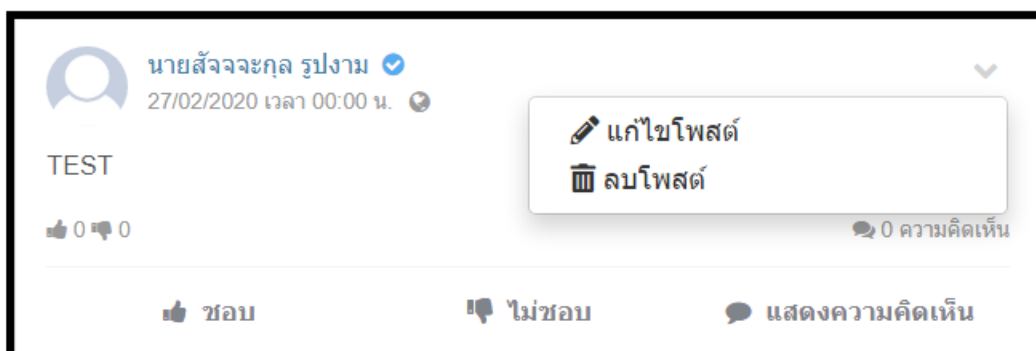 นายสัจจจะกุล รูปงาม
27/02/2020 เวลา 00:00 น.
แก้ไขโพสต์
TEST
ลบโพสต์
0 0
0 ความคิดเห็น
ชอบ
ไม่ชอบ
แสดงความคิดเห็น